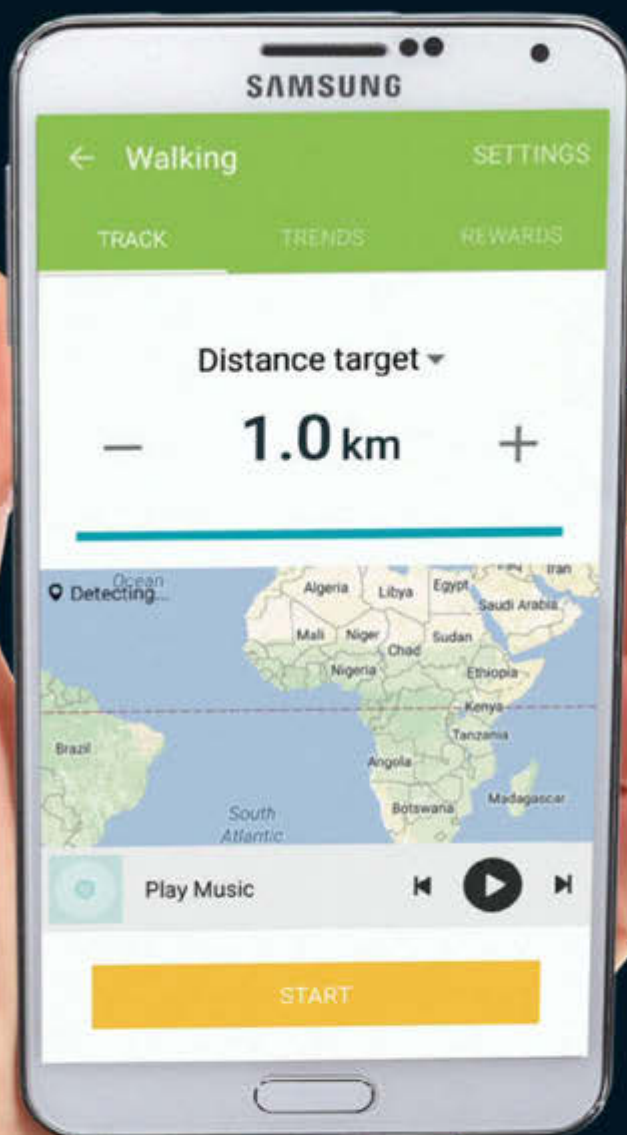 SAMSUNG
← Walking SETTINGS
TRACK TRENDS REWARDS
Distance target
— 1.0 km +
Ocean
Detecting...
Algeria Libya Egypt Iran
Saudi Arabia
Mali Niger Chad Sudan
Nigeria Ethiopia
Kenya
Brazil Tanzania
Angola
Botswana Madagascar
South
Atlantic
Play Music
START